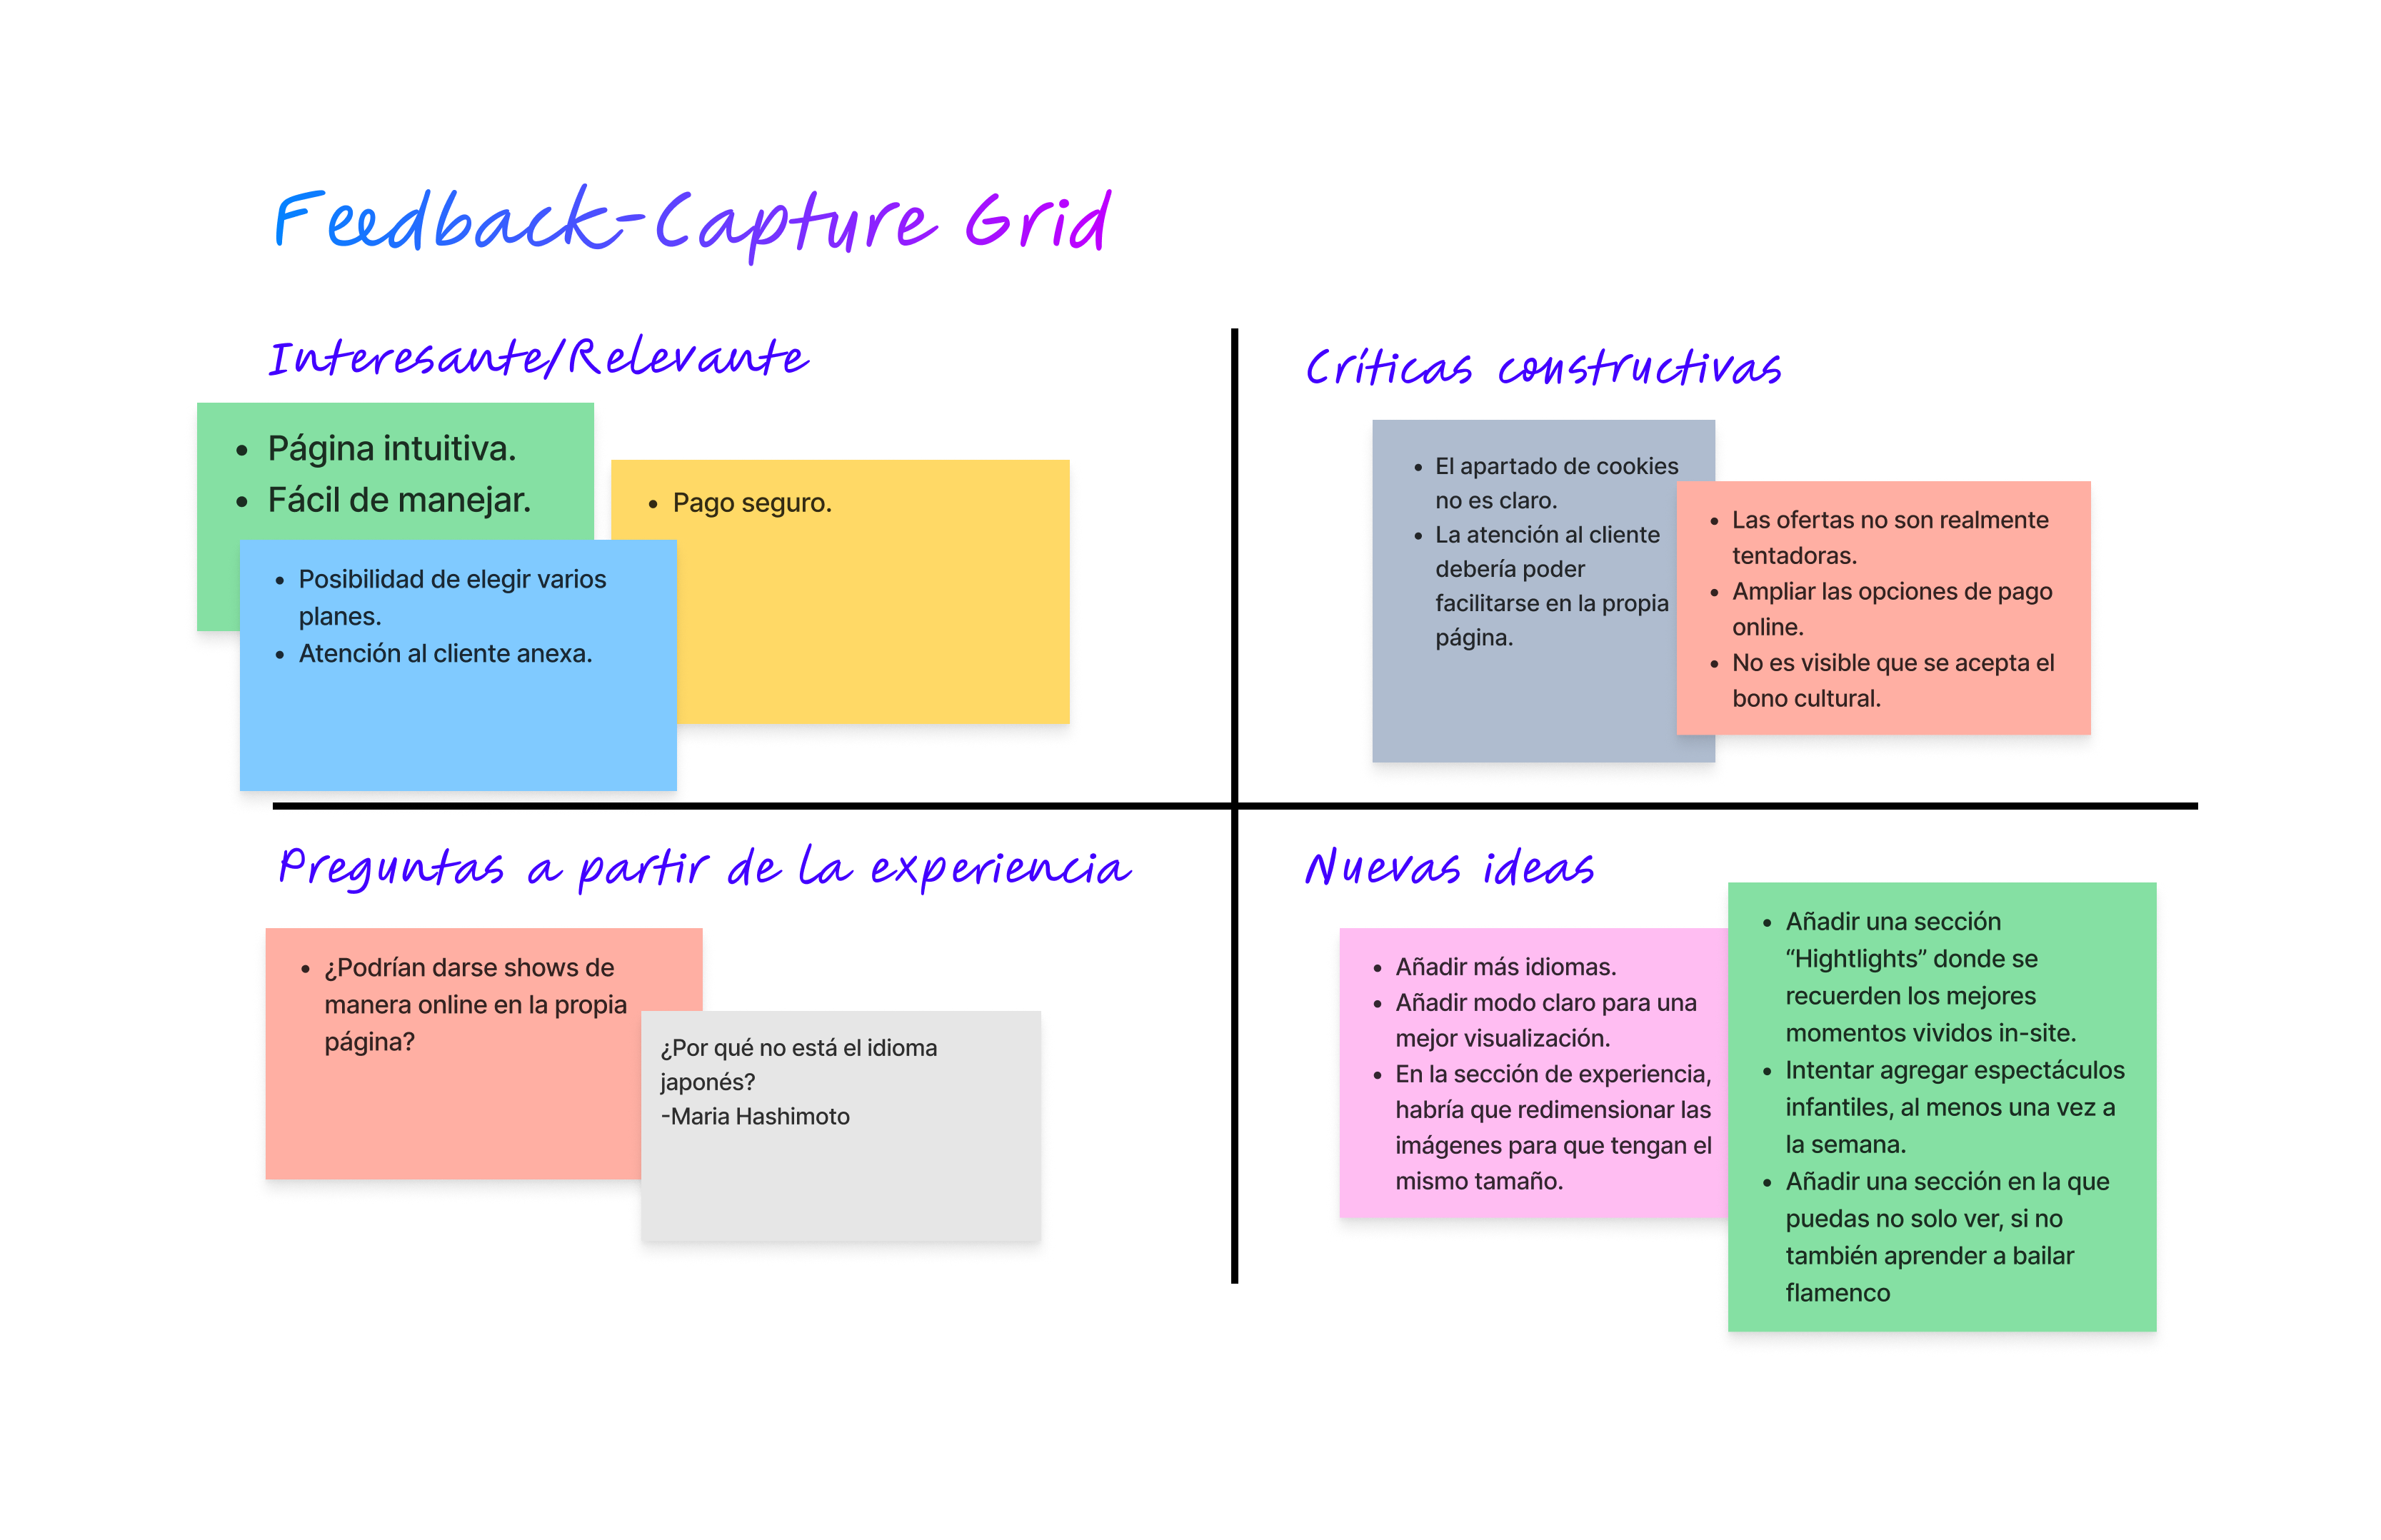 Feedback-Capture Grid
Interesante/Relevante
• Página intuitiva.
• Fácil de manejar.
• Pago seguro.
• Posibilidad de elegir varios
planes.
• Atención al cliente anexa.
Críticas constructivas
• El apartado de cookies
no es claro.
• La atención al cliente
debería poder
facilitarse en la propia
página.
• Las ofertas no son realmente
tentadoras.
• Ampliar las opciones de pago
online.
• No es visible que se acepta el
bono cultural.
Preguntas a partir de la experiencia
• ¿Podrían darse shows de
manera online en la propia
página?
¿Por qué no está el idioma
japonés?
-Maria Hashimoto
Nuevas ideas
• Añadir más idiomas.
• Añadir modo claro para una
mejor visualización.
• En la sección de experiencia,
habría que redimensionar las
imágenes para que tengan el
mismo tamaño.
• Añadir una sección
“Hightlights” donde se
recuerden los mejores
momentos vividos in-site.
• Intentar agregar espectáculos
infantiles, al menos una vez a
la semana.
• Añadir una sección en la que
puedas no solo ver, si no
también aprender a bailar
flamenco